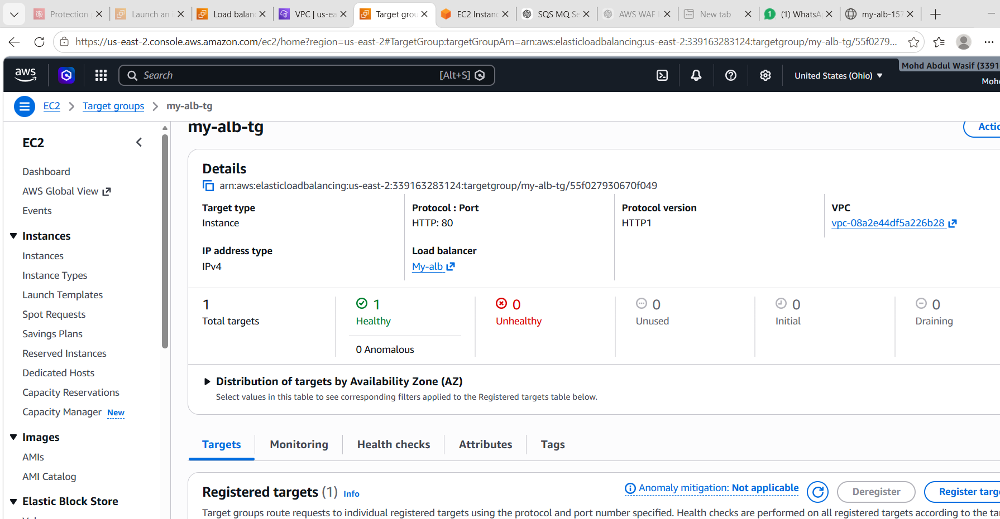 Protection
Launch an
Load balanc
VPC | us-ea
Target grou
EC2 Instanc
SQS MQ Se
AWS WAF
New tab
(1) WhatsA
my-alb-157
https://us-east-2.console.aws.amazon.com/ec2/home?region=us-east-2#TargetGroup:targetGroupArn=arn:aws:elasticloadbalancing:us-east-2:339163283124:targetgroup/my-alb-tg/55f0279...
aws
Search
[Alt+S]
United States (Ohio)
Mohd Abdul Wasif (3391
Moh
EC2
Target groups
my-alb-tg
EC2
Dashboard
AWS Global View
Events
Instances
Instances
Instance Types
Launch Templates
Spot Requests
Savings Plans
Reserved Instances
Dedicated Hosts
Capacity Reservations
Capacity Manager New
Images
AMIs
AMI Catalog
Elastic Block Store
my-alb-tg
Actio
Details
arn:aws:elasticloadbalancing:us-east-2:339163283124:targetgroup/my-alb-tg/55f027930670f049
Target type
Instance
Protocol : Port
HTTP: 80
Protocol version
HTTP1
VPC
vpc-08a2e44df5a226b28
IP address type
IPv4
Load balancer
My-alb
1
Total targets
1
Healthy
0 Anomalous
0
Unhealthy
0
Unused
0
Initial
0
Draining
Distribution of targets by Availability Zone (AZ)
Select values in this table to see corresponding filters applied to the Registered targets table below.
Targets
Monitoring
Health checks
Attributes
Tags
Registered targets (1) Info
Anomaly mitigation: Not applicable
Deregister
Register targ
Target groups route requests to individual registered targets using the protocol and port number specified. Health checks are performed on all registered targets according to the ta